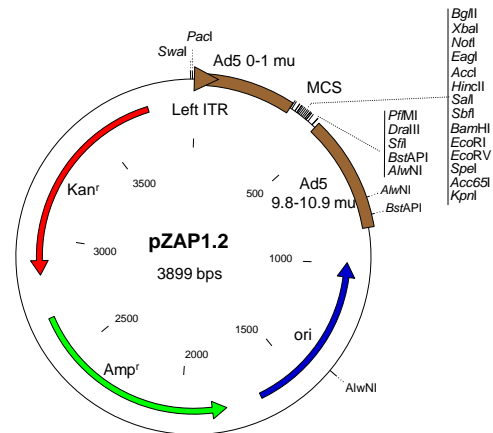 PacI
SwaI
Ad5 0-1 mu
MCS
BglII
XbaI
NotI
EagI
AccI
HincII
SalI
SbfI
BamHI
EcoRI
EcoRV
SpeI
Acc65I
KpnI
PflMI
DraIII
SfiI
BstAPI
AlwNI
Left ITR
Ad5
9.8-10.9 mu
AlwNI
BstAPI
500
1000
1500
2000
2500
3000
3500
Kanr
pZAP1.2
3899 bps
ori
Ampr
AlwNI